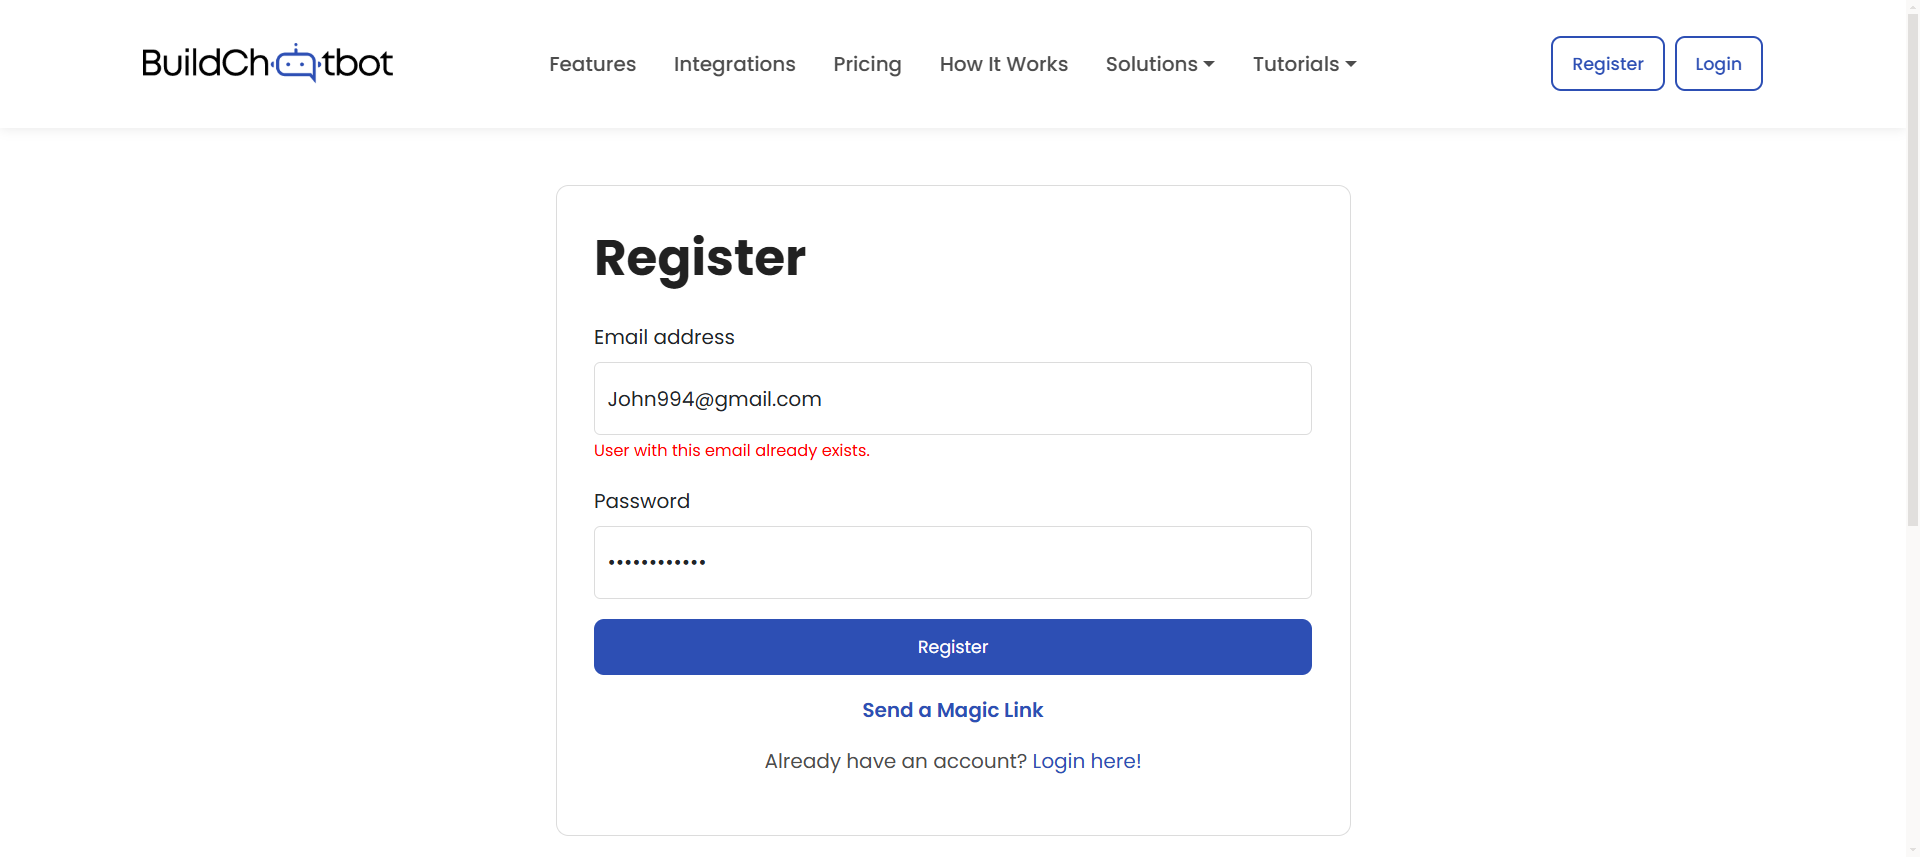 BuildChatbot
Features Integrations Pricing How It Works Solutions Tutorials Register Login
Register
Email address
John994@gmail.com
User with this email already exists.
Password
••••••••••••
Register
Send a Magic Link
Already have an account? Login here!